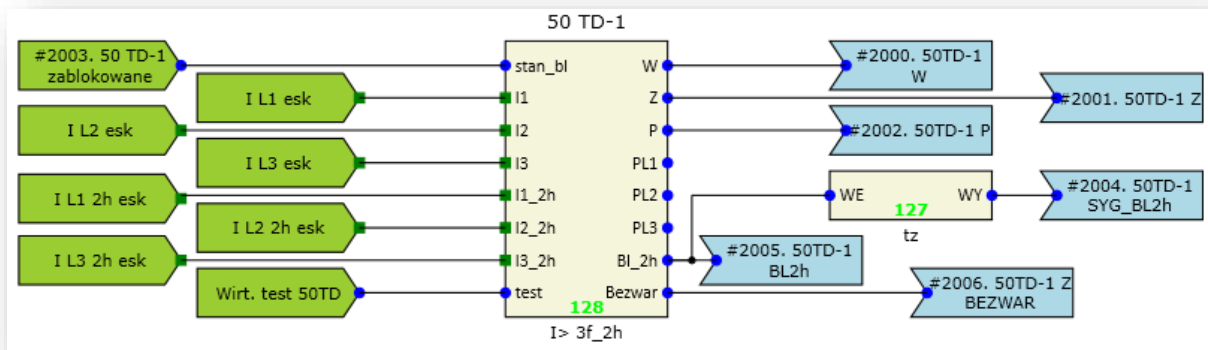 50 TD-1
#2003. 50 TD-1
zablokowane
I L1 esk
I L2 esk
I L3 esk
I L1 2h esk
I L2 2h esk
I L3 2h esk
Wirt. test 50TD
stan_bl
I1
I2
I3
I1_2h
I2_2h
I3_2h
test
W
Z
P
PL1
PL2
PL3
Bl_2h
Bezwar
128
I> 3f_2h
#2000. 50TD-1
W
#2001. 50TD-1 Z
#2002. 50TD-1 P
WE
WY
127
tz
#2004. 50TD-1
SYG_BL2h
#2005. 50TD-1
BL2h
#2006. 50TD-1 Z
BEZWAR